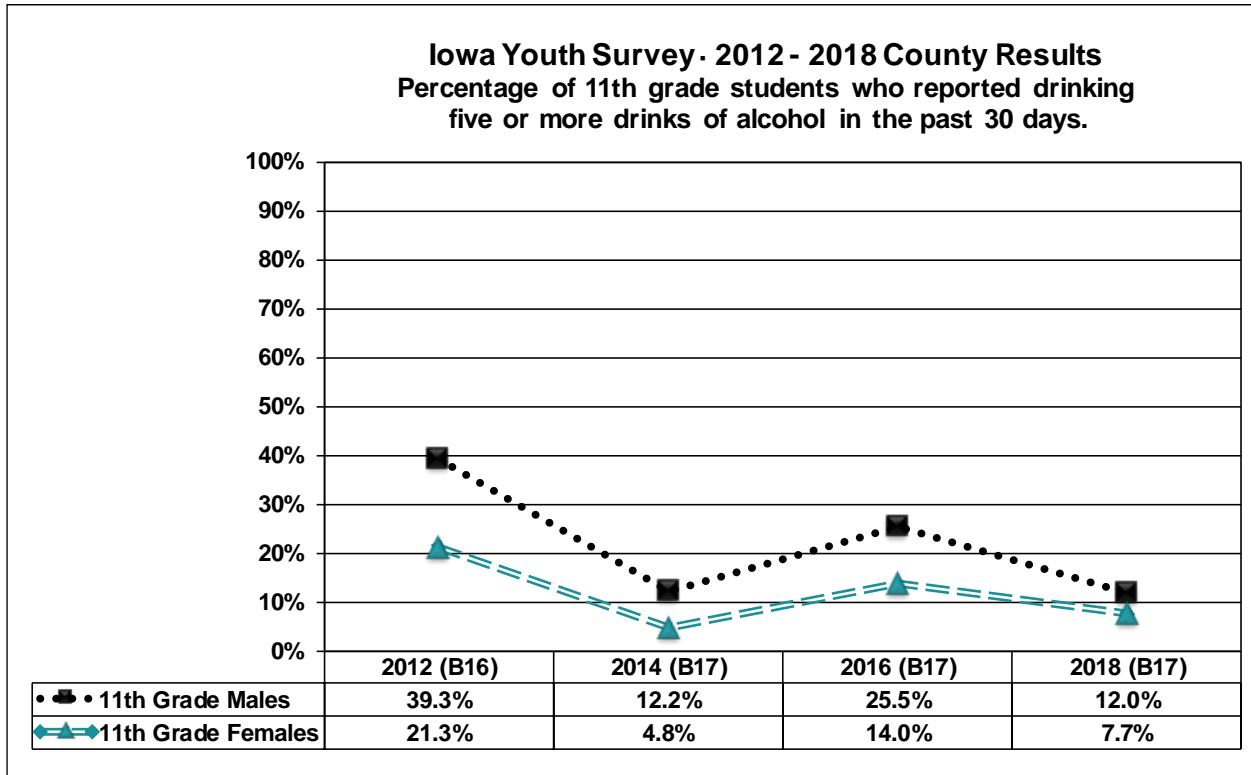 Iowa Youth Survey · 2012 - 2018 County Results
Percentage of 11th grade students who reported drinking
five or more drinks of alcohol in the past 30 days.
100%
90%
80%
70%
60%
50%
40%
30%
20%
10%
0%
2012 (B16) 2014 (B17) 2016 (B17) 2018 (B17)
11th Grade Males 39.3% 12.2% 25.5% 12.0%
11th Grade Females 21.3% 4.8% 14.0% 7.7%